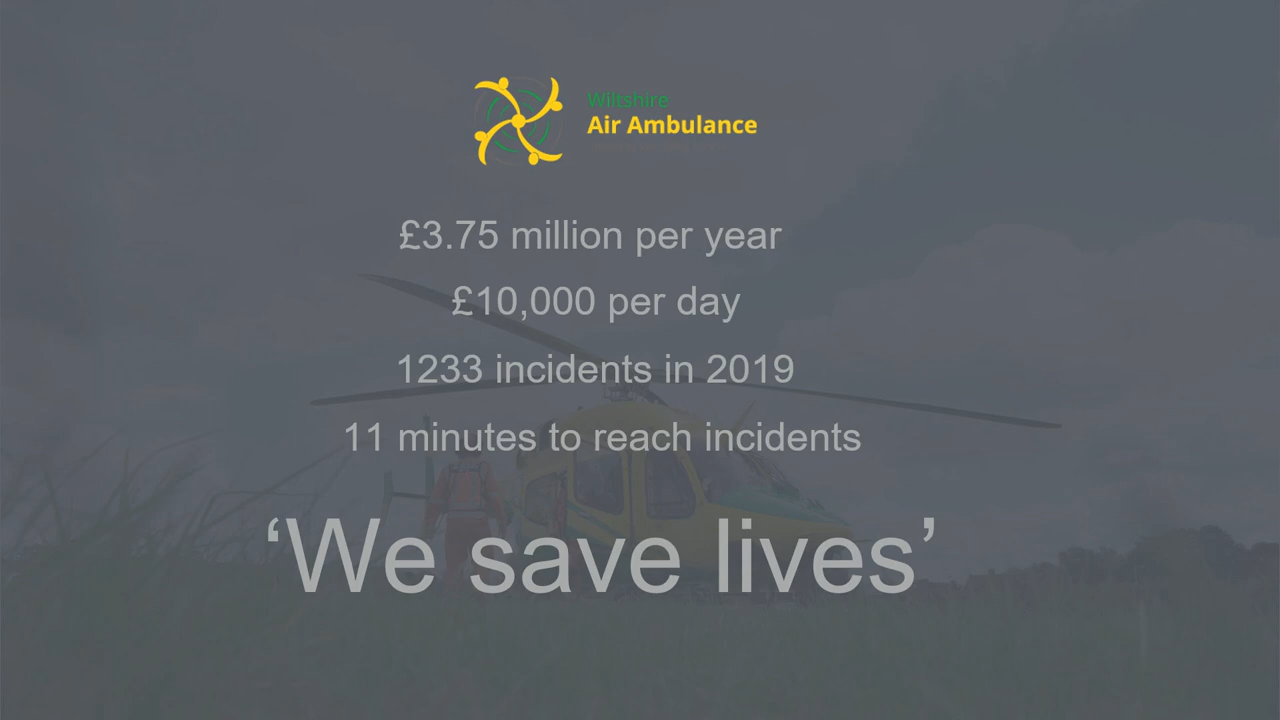 Wiltshire
Air Ambulance
£3.75 million per year
£10,000 per day
1233 incidents in 2019
11 minutes to reach incidents
‘We save lives’